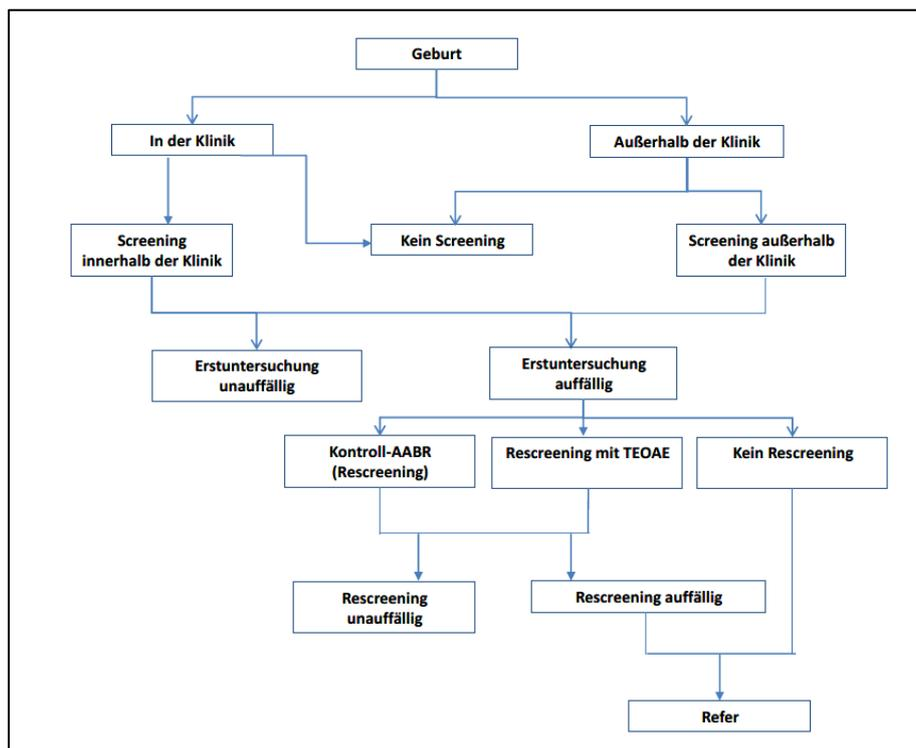 Geburt
In der Klinik
Außerhalb der Klinik
Screening
innerhalb der Klinik
Kein Screening
Screening außerhalb
der Klinik
Erstuntersuchung
unauffällig
Erstuntersuchung
auffällig
Kontroll-AABR
(Rescreening)
Rescreening mit TEOAE
Kein Rescreening
Rescreening
unauffällig
Rescreening auffällig
Refer